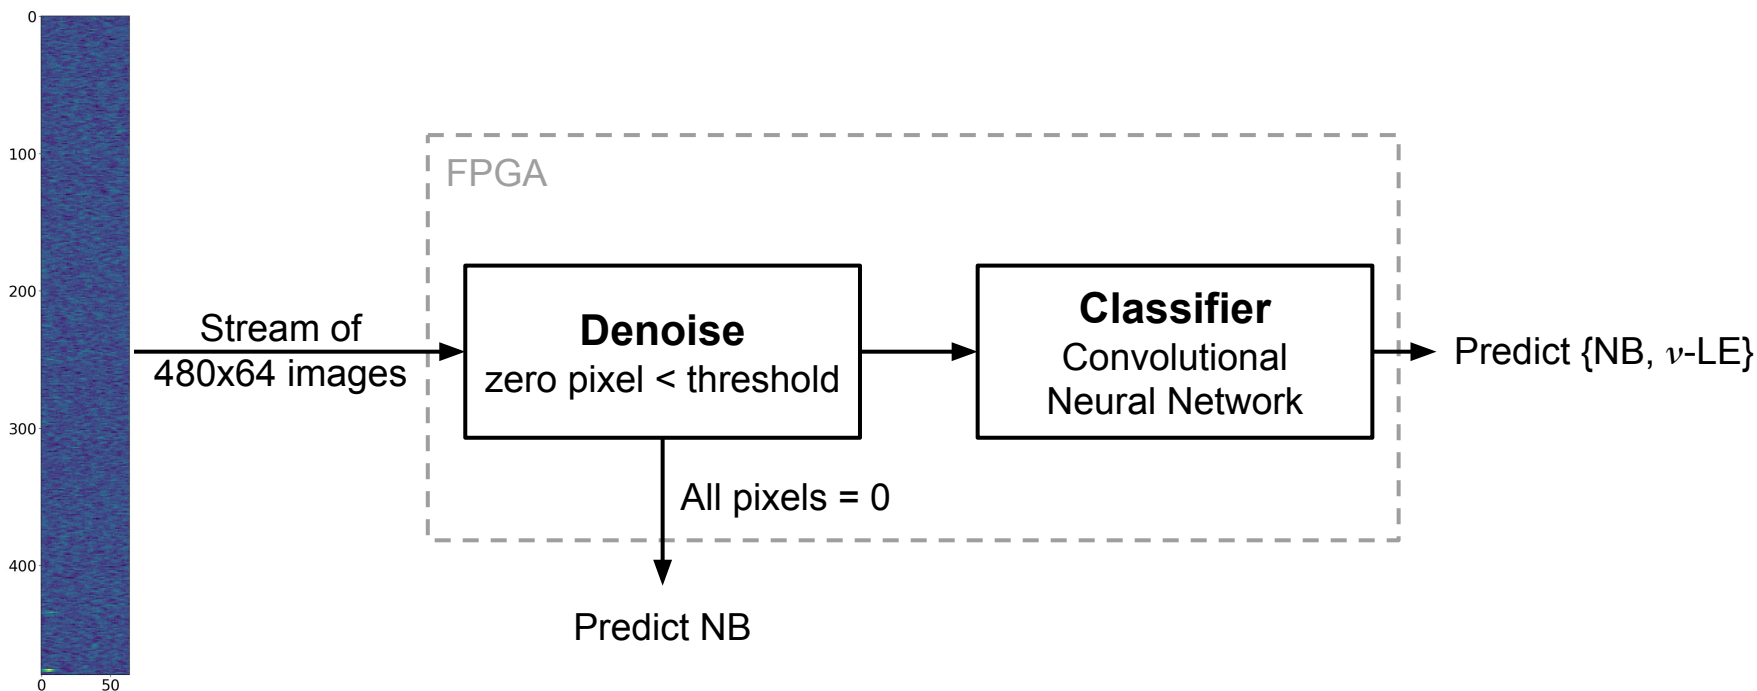 0
100
200
300
400
0
50
Stream of
480x64 images
FPGA
Denoise
zero pixel < threshold
All pixels = 0
Predict NB
Classifier
Convolutional
Neural Network
Predict {NB, ν-LE}